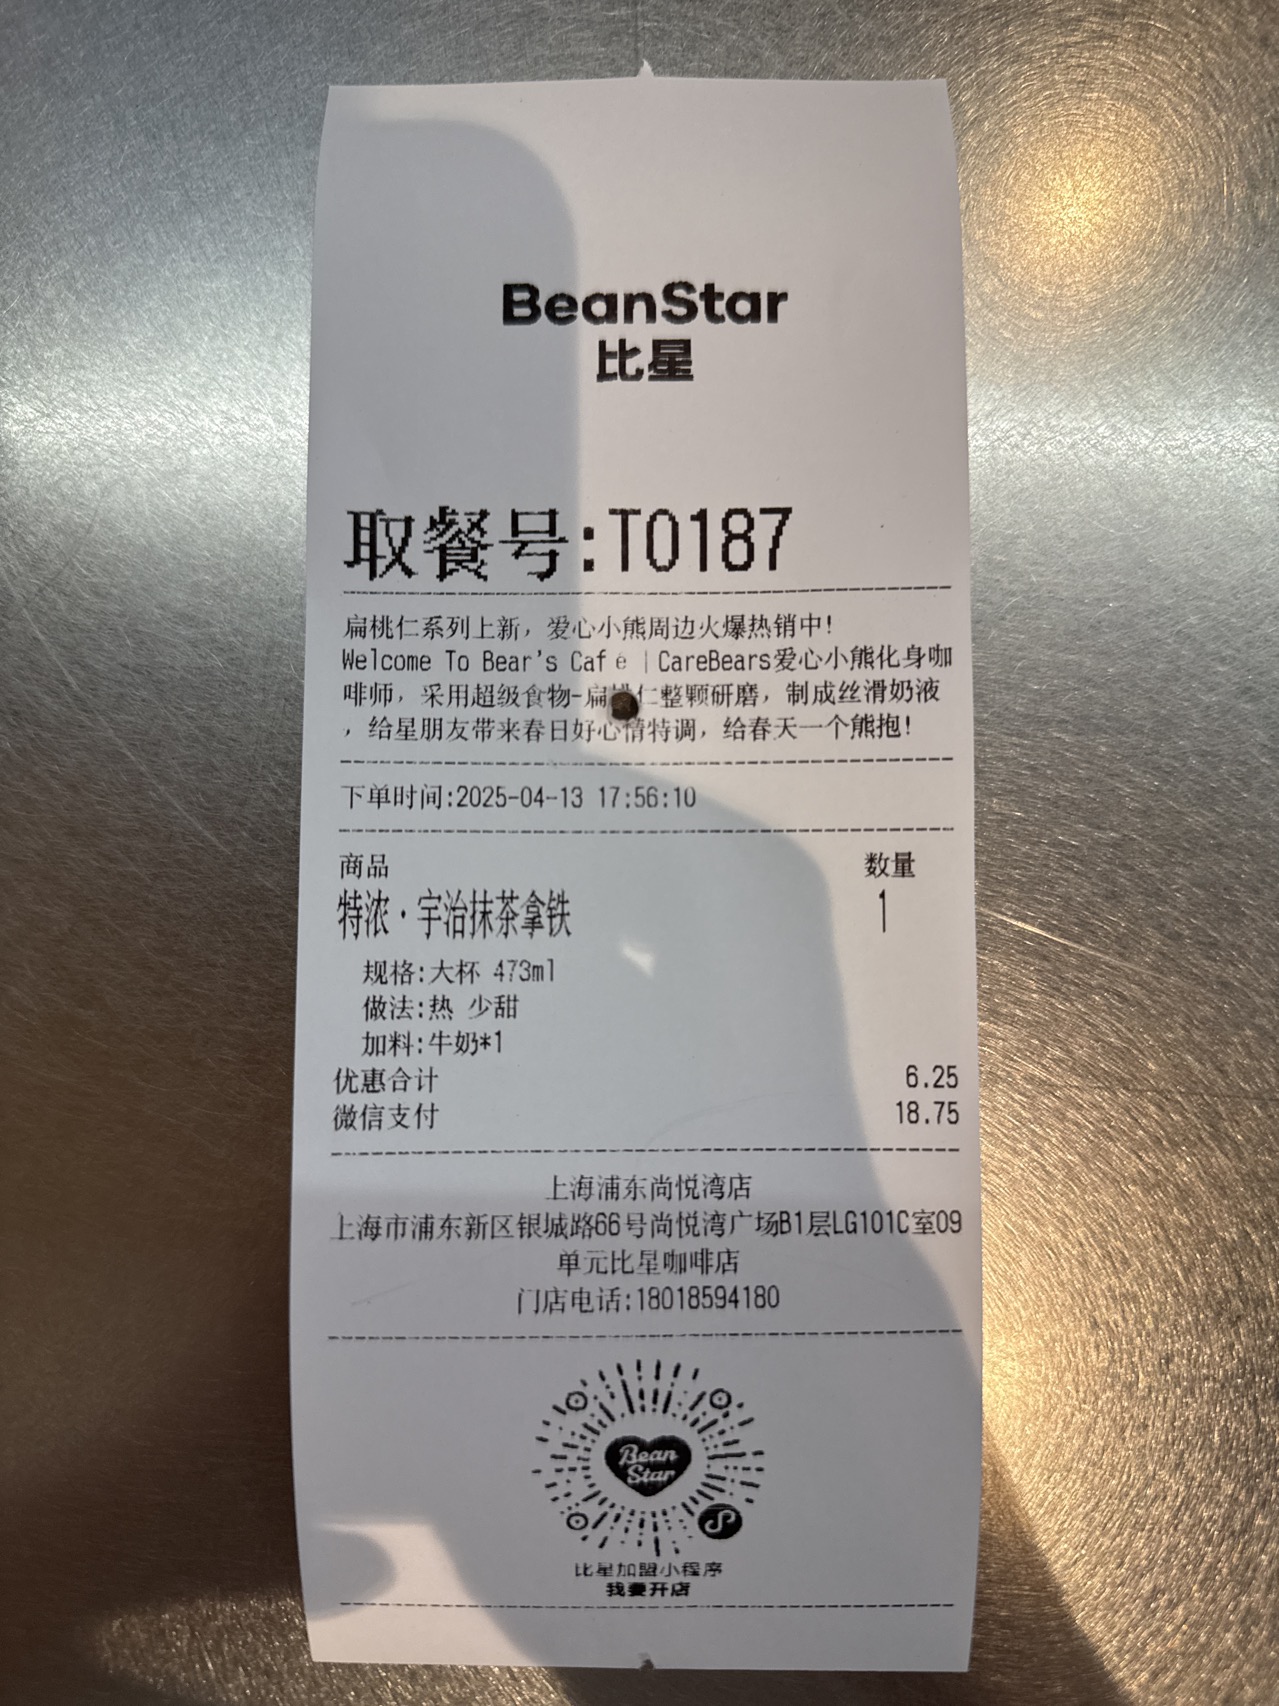 BeanStar
比星
取餐号:T0187
扁桃仁系列上新，爱心小熊周边火爆热销中!
Welcome To Bear's Café | CareBears爱心小熊化身咖
啡师，采用超级食物-扁桃仁整颗研磨，制成丝滑奶液
，给星朋友带来春日好心情特调，给春天一个熊抱!
下单时间:2025-04-13 17:56:10
商品 数量
特浓·宇治抹茶拿铁 1
规格:大杯 473ml
做法:热 少甜
加料:牛奶*1
优惠合计 6.25
微信支付 18.75
上海浦东尚悦湾店
上海市浦东新区银城路66号尚悦湾广场B1层LG101C室09
单元比星咖啡店
门店电话:18018594180
Bean
Star
比星加盟小程序
我要开店